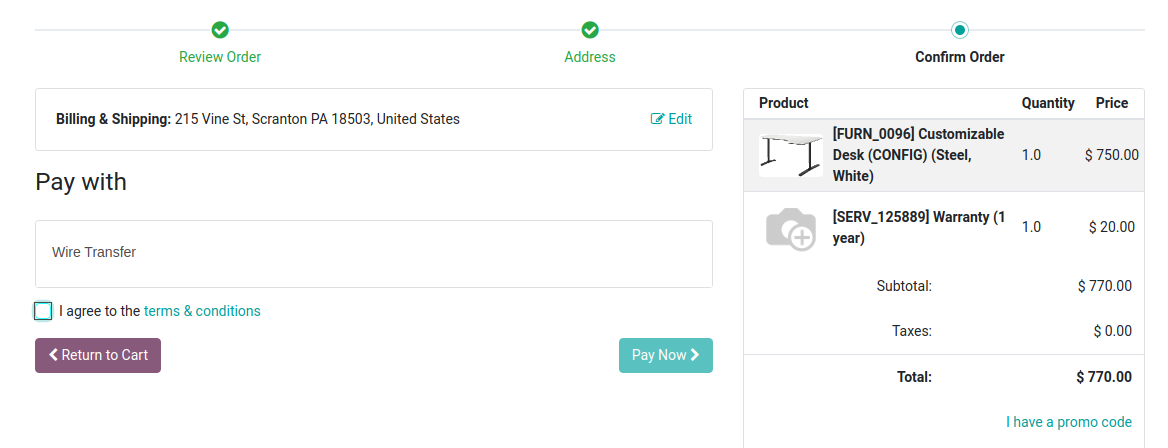 Review Order
Address
Confirm Order
Billing & Shipping: 215 Vine St, Scranton PA 18503, United States
Edit
Pay with
Wire Transfer
I agree to the terms & conditions
Return to Cart
Pay Now
Product Quantity Price
[FURN_0096] Customizable
Desk (CONFIG) (Steel,
White)
1.0 $ 750.00
[SERV_125889] Warranty (1
year)
1.0 $ 20.00
Subtotal: $ 770.00
Taxes: $ 0.00
Total: $ 770.00
I have a promo code